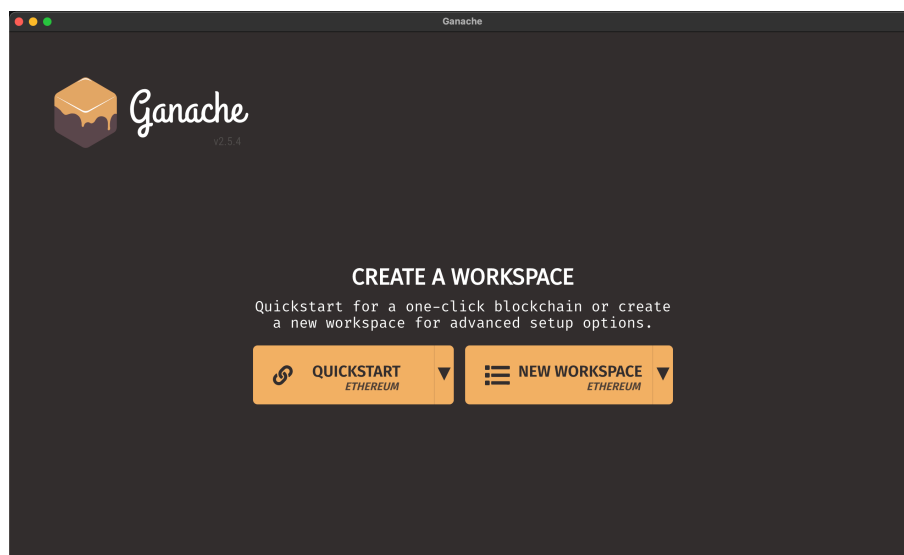 Ganache
Ganache
v2.5.4
CREATE A WORKSPACE
Quickstart for a one-click blockchain or create
a new workspace for advanced setup options.
QUICKSTART
ETHEREUM
NEW WORKSPACE
ETHEREUM